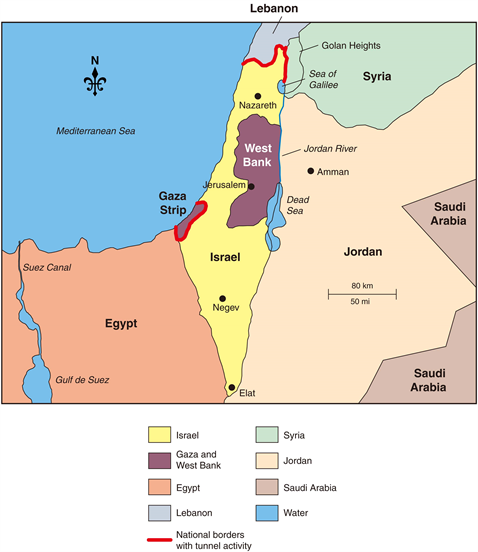 Lebanon
Golan Heights
N
Syria
Sea of
Galilee
Nazareth
Mediterranean Sea
West
Bank
Jordan River
Amman
Jerusalem
Gaza
Strip
Dead
Sea
Saudi
Arabia
Israel
Jordan
Suez Canal
80 km
50 mi
Negev
Egypt
Gulf de Suez
Elat
Saudi
Arabia
Israel
Gaza and
West Bank
Egypt
Lebanon
National borders
with tunnel activity
Syria
Jordan
Saudi Arabia
Water